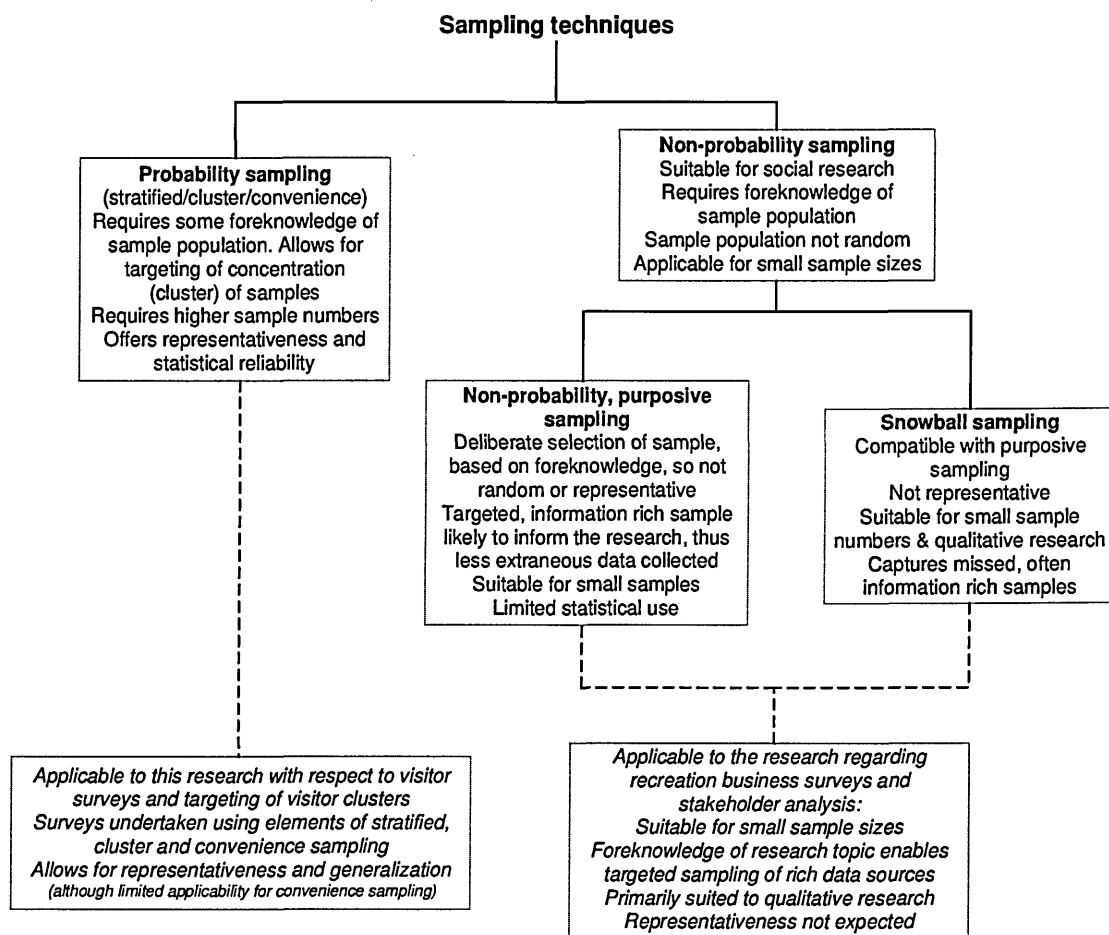 Sampling techniques
Probability sampling
(stratified/cluster/convenience)
Requires some foreknowledge of
sample population. Allows for
targeting of concentration
(cluster) of samples
Requires higher sample numbers
Offers representativeness and
statistical reliability
Non-probability sampling
Suitable for social research
Requires foreknowledge of
sample population
Sample population not random
Applicable for small sample sizes
Non-probability, purposive
sampling
Deliberate selection of sample,
based on foreknowledge, so not
random or representative
Targeted, information rich sample
likely to inform the research, thus
less extraneous data collected
Suitable for small samples
Limited statistical use
Snowball sampling
Compatible with purposive
sampling
Not representative
Suitable for small sample
numbers & qualitative research
Captures missed, often
information rich samples
Applicable to this research with respect to visitor
surveys and targeting of visitor clusters
Surveys undertaken using elements of stratified,
cluster and convenience sampling
Allows for representativeness and generalization
(although limited applicability for convenience sampling)
Applicable to the research regarding
recreation business surveys and
stakeholder analysis:
Suitable for small sample sizes
Foreknowledge of research topic enables
targeted sampling of rich data sources
Primarily suited to qualitative research
Representativeness not expected